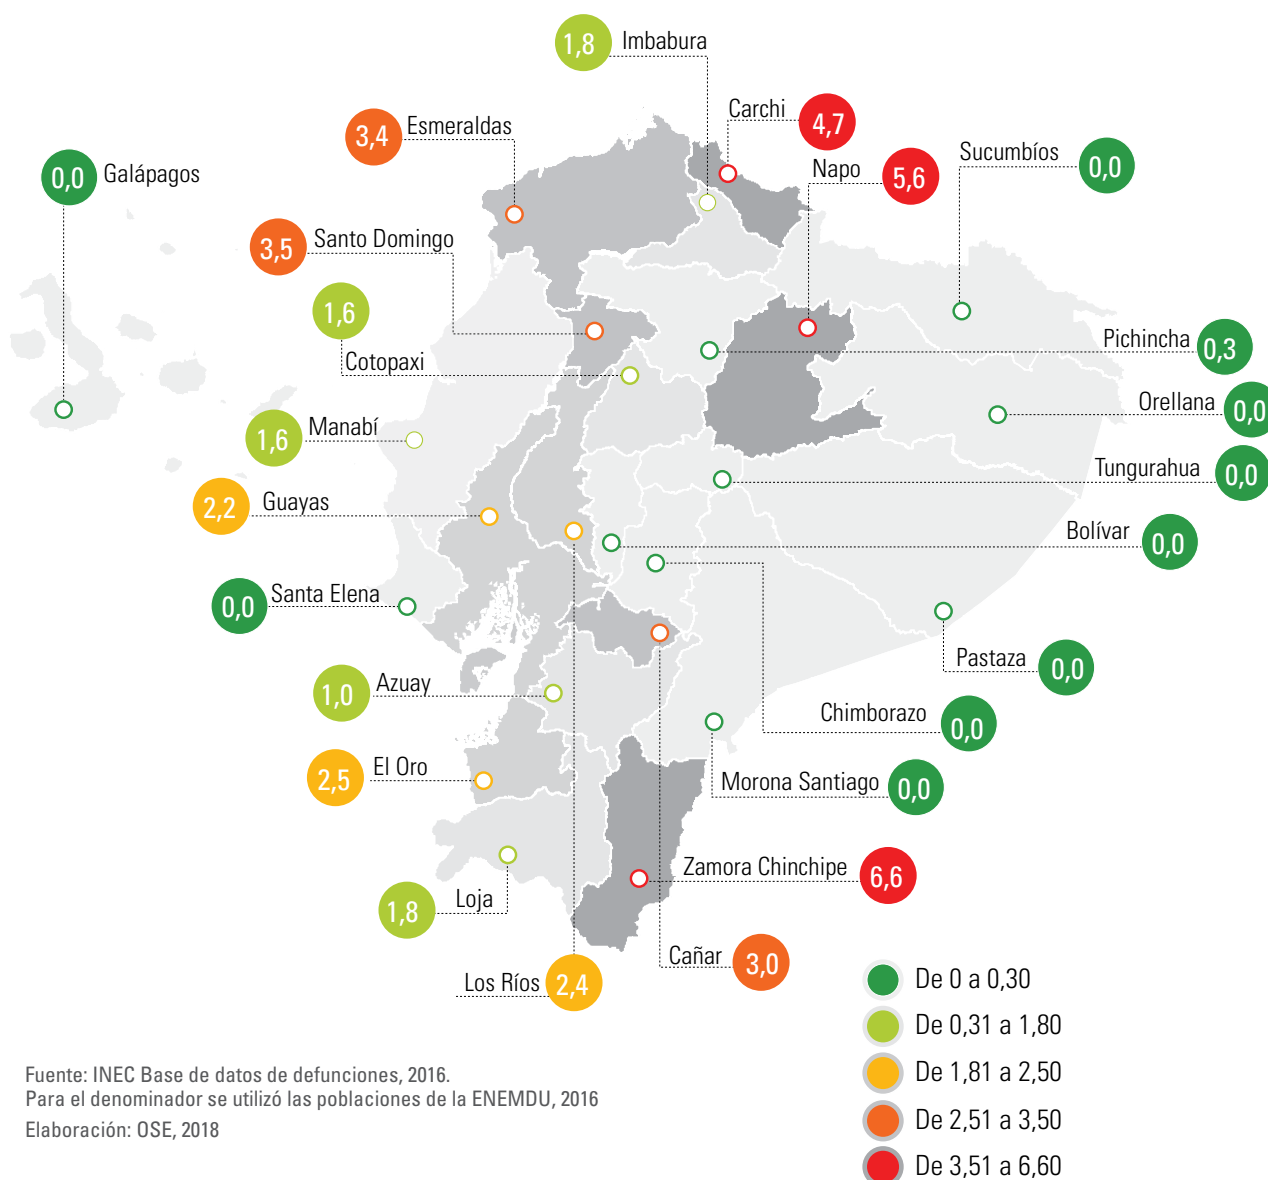 1,8
Imbabura
Carchi
4,7
Esmeraldas
3,4
Sucumbíos
0,0
Napo
5,6
Galápagos
0,0
Santo Domingo
3,5
1,6
Cotopaxi
Pichincha
0,3
Orellana
0,0
Manabí
1,6
Tungurahua
0,0
Guayas
2,2
Bolívar
0,0
Santa Elena
0,0
Pastaza
0,0
Azuay
1,0
Chimborazo
0,0
El Oro
2,5
Morona Santiago
0,0
Zamora Chinchipe
6,6
Loja
1,8
Cañar
3,0
Los Ríos
2,4
De 0 a 0,30
De 0,31 a 1,80
De 1,81 a 2,50
De 2,51 a 3,50
De 3,51 a 6,60
Fuente: INEC Base de datos de defunciones, 2016.
Para el denominador se utilizó las poblaciones de la ENEMDU, 2016
Elaboración: OSE, 2018